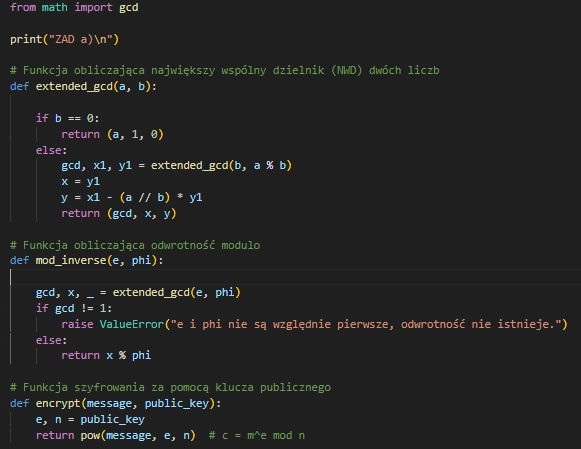 from math import gcd
print("ZAD a)\n")
# Funkcja obliczająca największy wspólny dzielnik (NWD) dwóch liczb
def extended_gcd(a, b):
    if b == 0:
        return (a, 1, 0)
    else:
        gcd, x1, y1 = extended_gcd(b, a % b)
        x = y1
        y = x1 - (a // b) * y1
        return (gcd, x, y)
# Funkcja obliczająca odwrotność modulo
def mod_inverse(e, phi):
    gcd, x, _ = extended_gcd(e, phi)
    if gcd != 1:
        raise ValueError("e i phi nie są względnie pierwsze, odwrotność nie istnieje.")
    else:
        return x % phi
# Funkcja szyfrowania za pomocą klucza publicznego
def encrypt(message, public_key):
    e, n = public_key
    return pow(message, e, n)  # c = m^e mod n